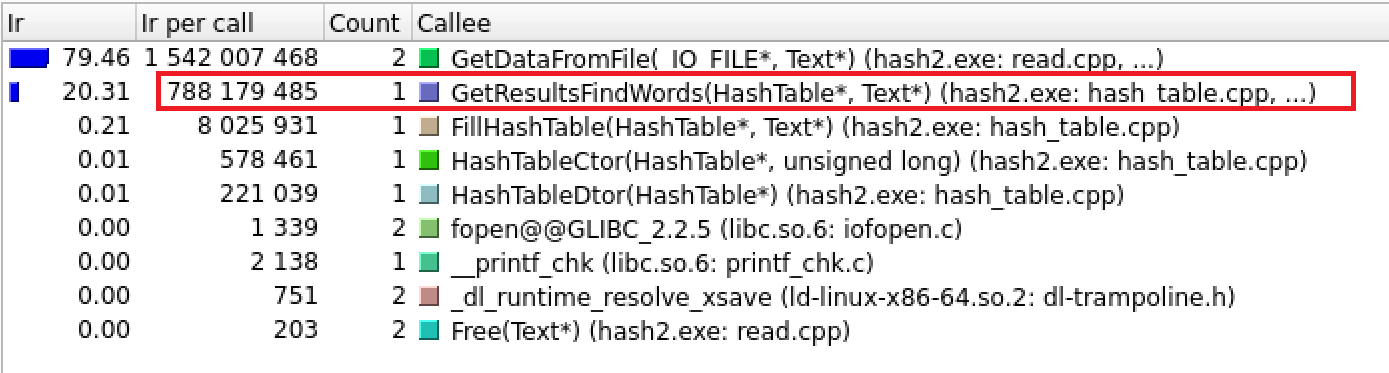 Ir Ir per call Count Callee
79.46 1 542 007 468 2 GetDataFromFile(_IO_FILE*, Text*) (hash2.exe: read.cpp, ...)
20.31 788 179 485 1 GetResultsFindWords(HashTable*, Text*) (hash2.exe: hash_table.cpp, ...)
0.21 8 025 931 1 FillHashTable(HashTable*, Text*) (hash2.exe: hash_table.cpp)
0.01 578 461 1 HashTableCtor(HashTable*, unsigned long) (hash2.exe: hash_table.cpp)
0.01 221 039 1 HashTableDtor(HashTable*) (hash2.exe: hash_table.cpp)
0.00 1 339 2 fopen@@GLIBC_2.2.5 (libc.so.6: iofopen.c)
0.00 2 138 1 __printf_chk (libc.so.6: printf_chk.c)
0.00 751 2 _dl_runtime_resolve_xsave (ld-linux-x86-64.so.2: dl-trampoline.h)
0.00 203 2 Free(Text*) (hash2.exe: read.cpp)